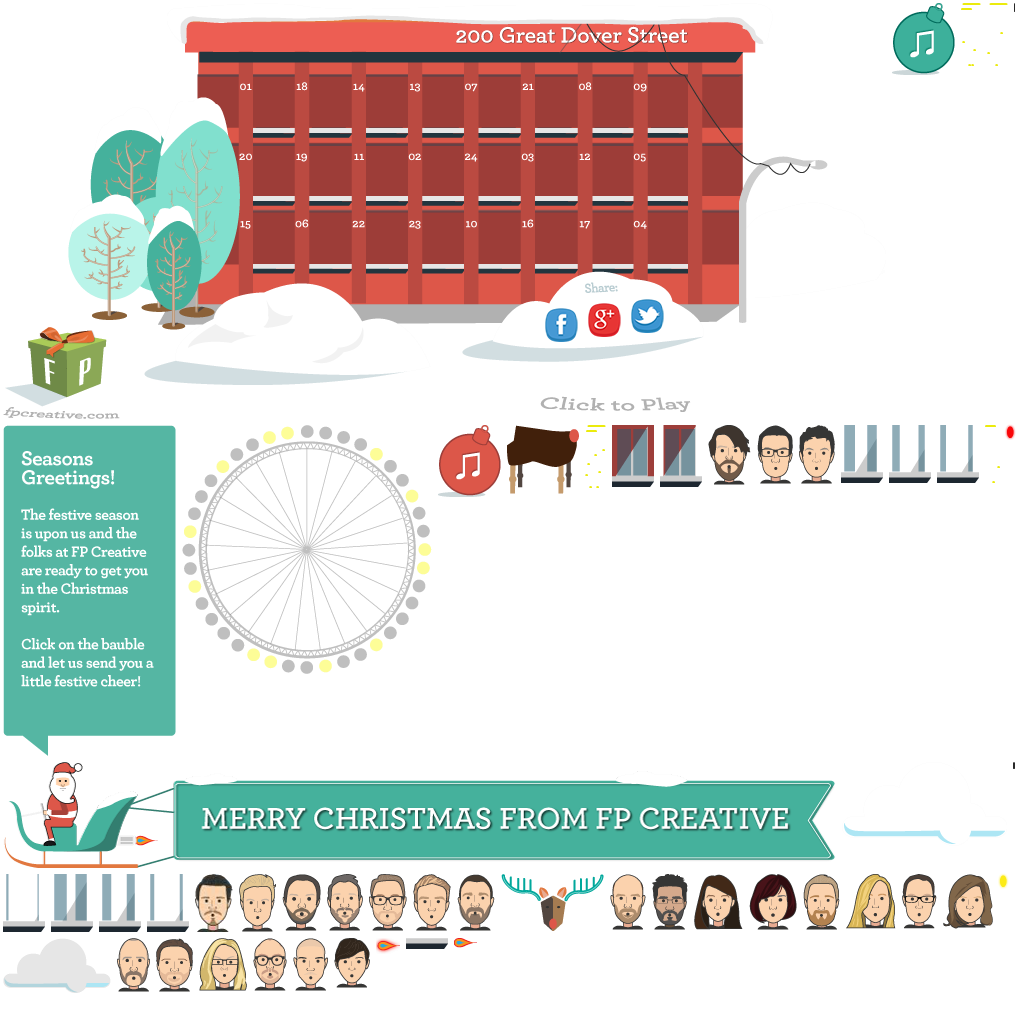 200 Great Dover Street
01 18 14 13 07 21 08 09
20 19 11 02 24 03 12 05
15 06 22 23 10 16 17 04
Share:
f g+
F P
fpcreative.com
Click to Play
Seasons
Greetings!
The festive season
is upon us and the
folks at FP Creative
are ready to get you
in the Christmas
spirit.
Click on the bauble
and let us send you a
little festive cheer!
MERRY CHRISTMAS FROM FP CREATIVE